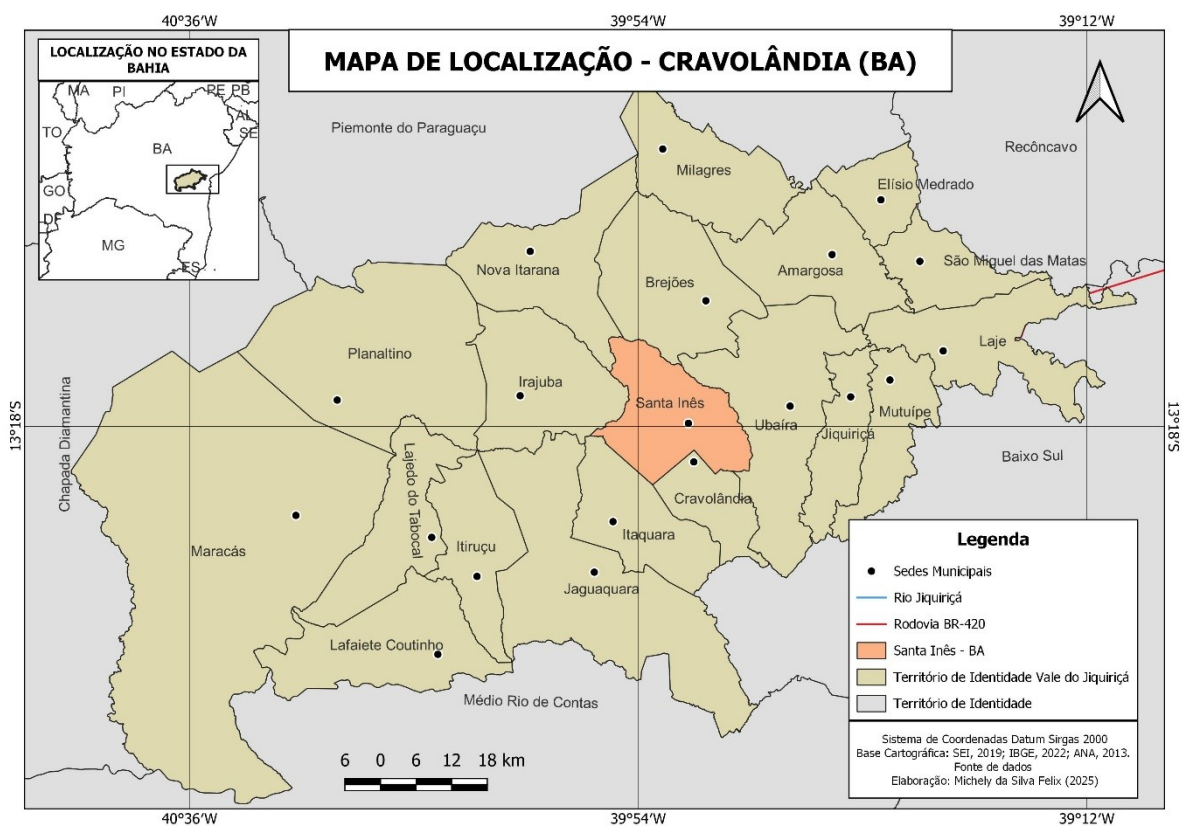 40°36'W
39°54'W
39°12'W
LOCALIZAÇÃO NO ESTADO DA
BAHIA
MAPA DE LOCALIZAÇÃO - CRAVOLÂNDIA (BA)
MA
PI
PE
PB
AL
SE
TO
BA
GO
DF
MG
ES
Piemonte do Paraguaçu
Recôncavo
Milagres
Elísio Medrado
Nova Itarana
Brejões
Amargosa
São Miguel das Matas
Planaltino
Irajuba
Laje
Santa Inês
Ubaíra
Jiquiriçá
Mutuípe
13°18'S
13°18'S
Chapada Diamantina
Baixo Sul
Lajedo do Tabocal
Cravolândia
Maracás
Itiruçu
Itaquara
Jaguaquara
Lafaiete Coutinho
Médio Rio de Contas
6 0 6 12 18 km
Legenda
Sedes Municipais
Rio Jiquiriçá
Rodovia BR-420
Santa Inês - BA
Território de Identidade Vale do Jiquiriçá
Território de Identidade
Sistema de Coordenadas Datum Sirgas 2000
Base Cartográfica: SEI, 2019; IBGE, 2022; ANA, 2013.
Fonte de dados
Elaboração: Michely da Silva Felix (2025)
40°36'W
39°54'W
39°12'W